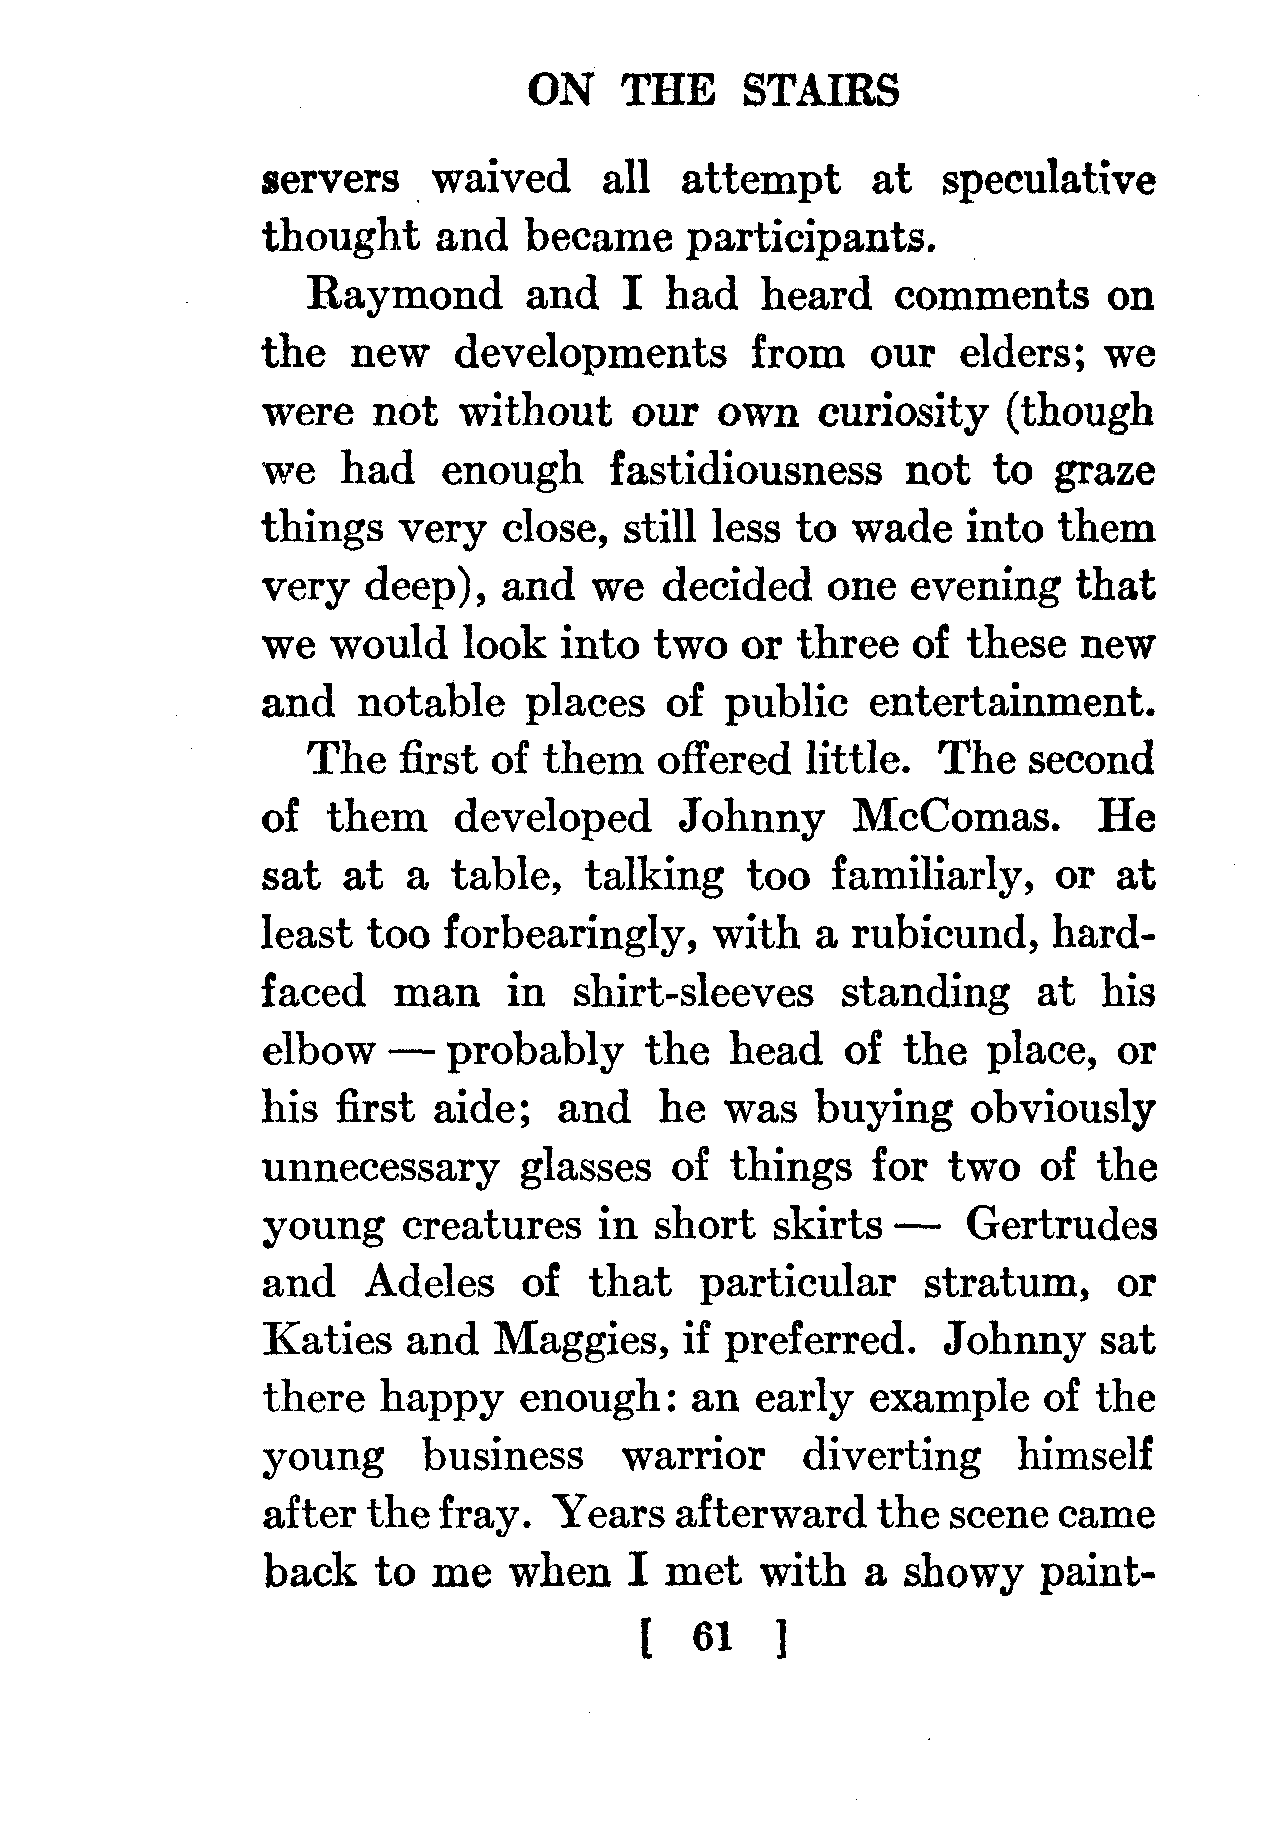 ON THE STAIRS
servers waived all attempt at speculative
thought and became participants.
Raymond and I had heard comments on
the new developments from our elders; we
were not without our own curiosity (though
we had enough fastidiousness not to graze
things very close, still less to wade into them
very deep), and we decided one evening that
we would look into two or three of these new
and notable places of public entertainment.
The first of them offered little. The second
of them developed Johnny McComas. He
sat at a table, talking too familiarly, or at
least too forbearingly, with a rubicund, hard-
faced man in shirt-sleeves standing at his
elbow — probably the head of the place, or
his first aide; and he was buying obviously
unnecessary glasses of things for two of the
young creatures in short skirts — Gertrudes
and Adeles of that particular stratum, or
Katies and Maggies, if preferred. Johnny sat
there happy enough: an early example of the
young business warrior diverting himself
after the fray. Years afterward the scene came
back to me when I met with a showy paint-
[ 61 ]